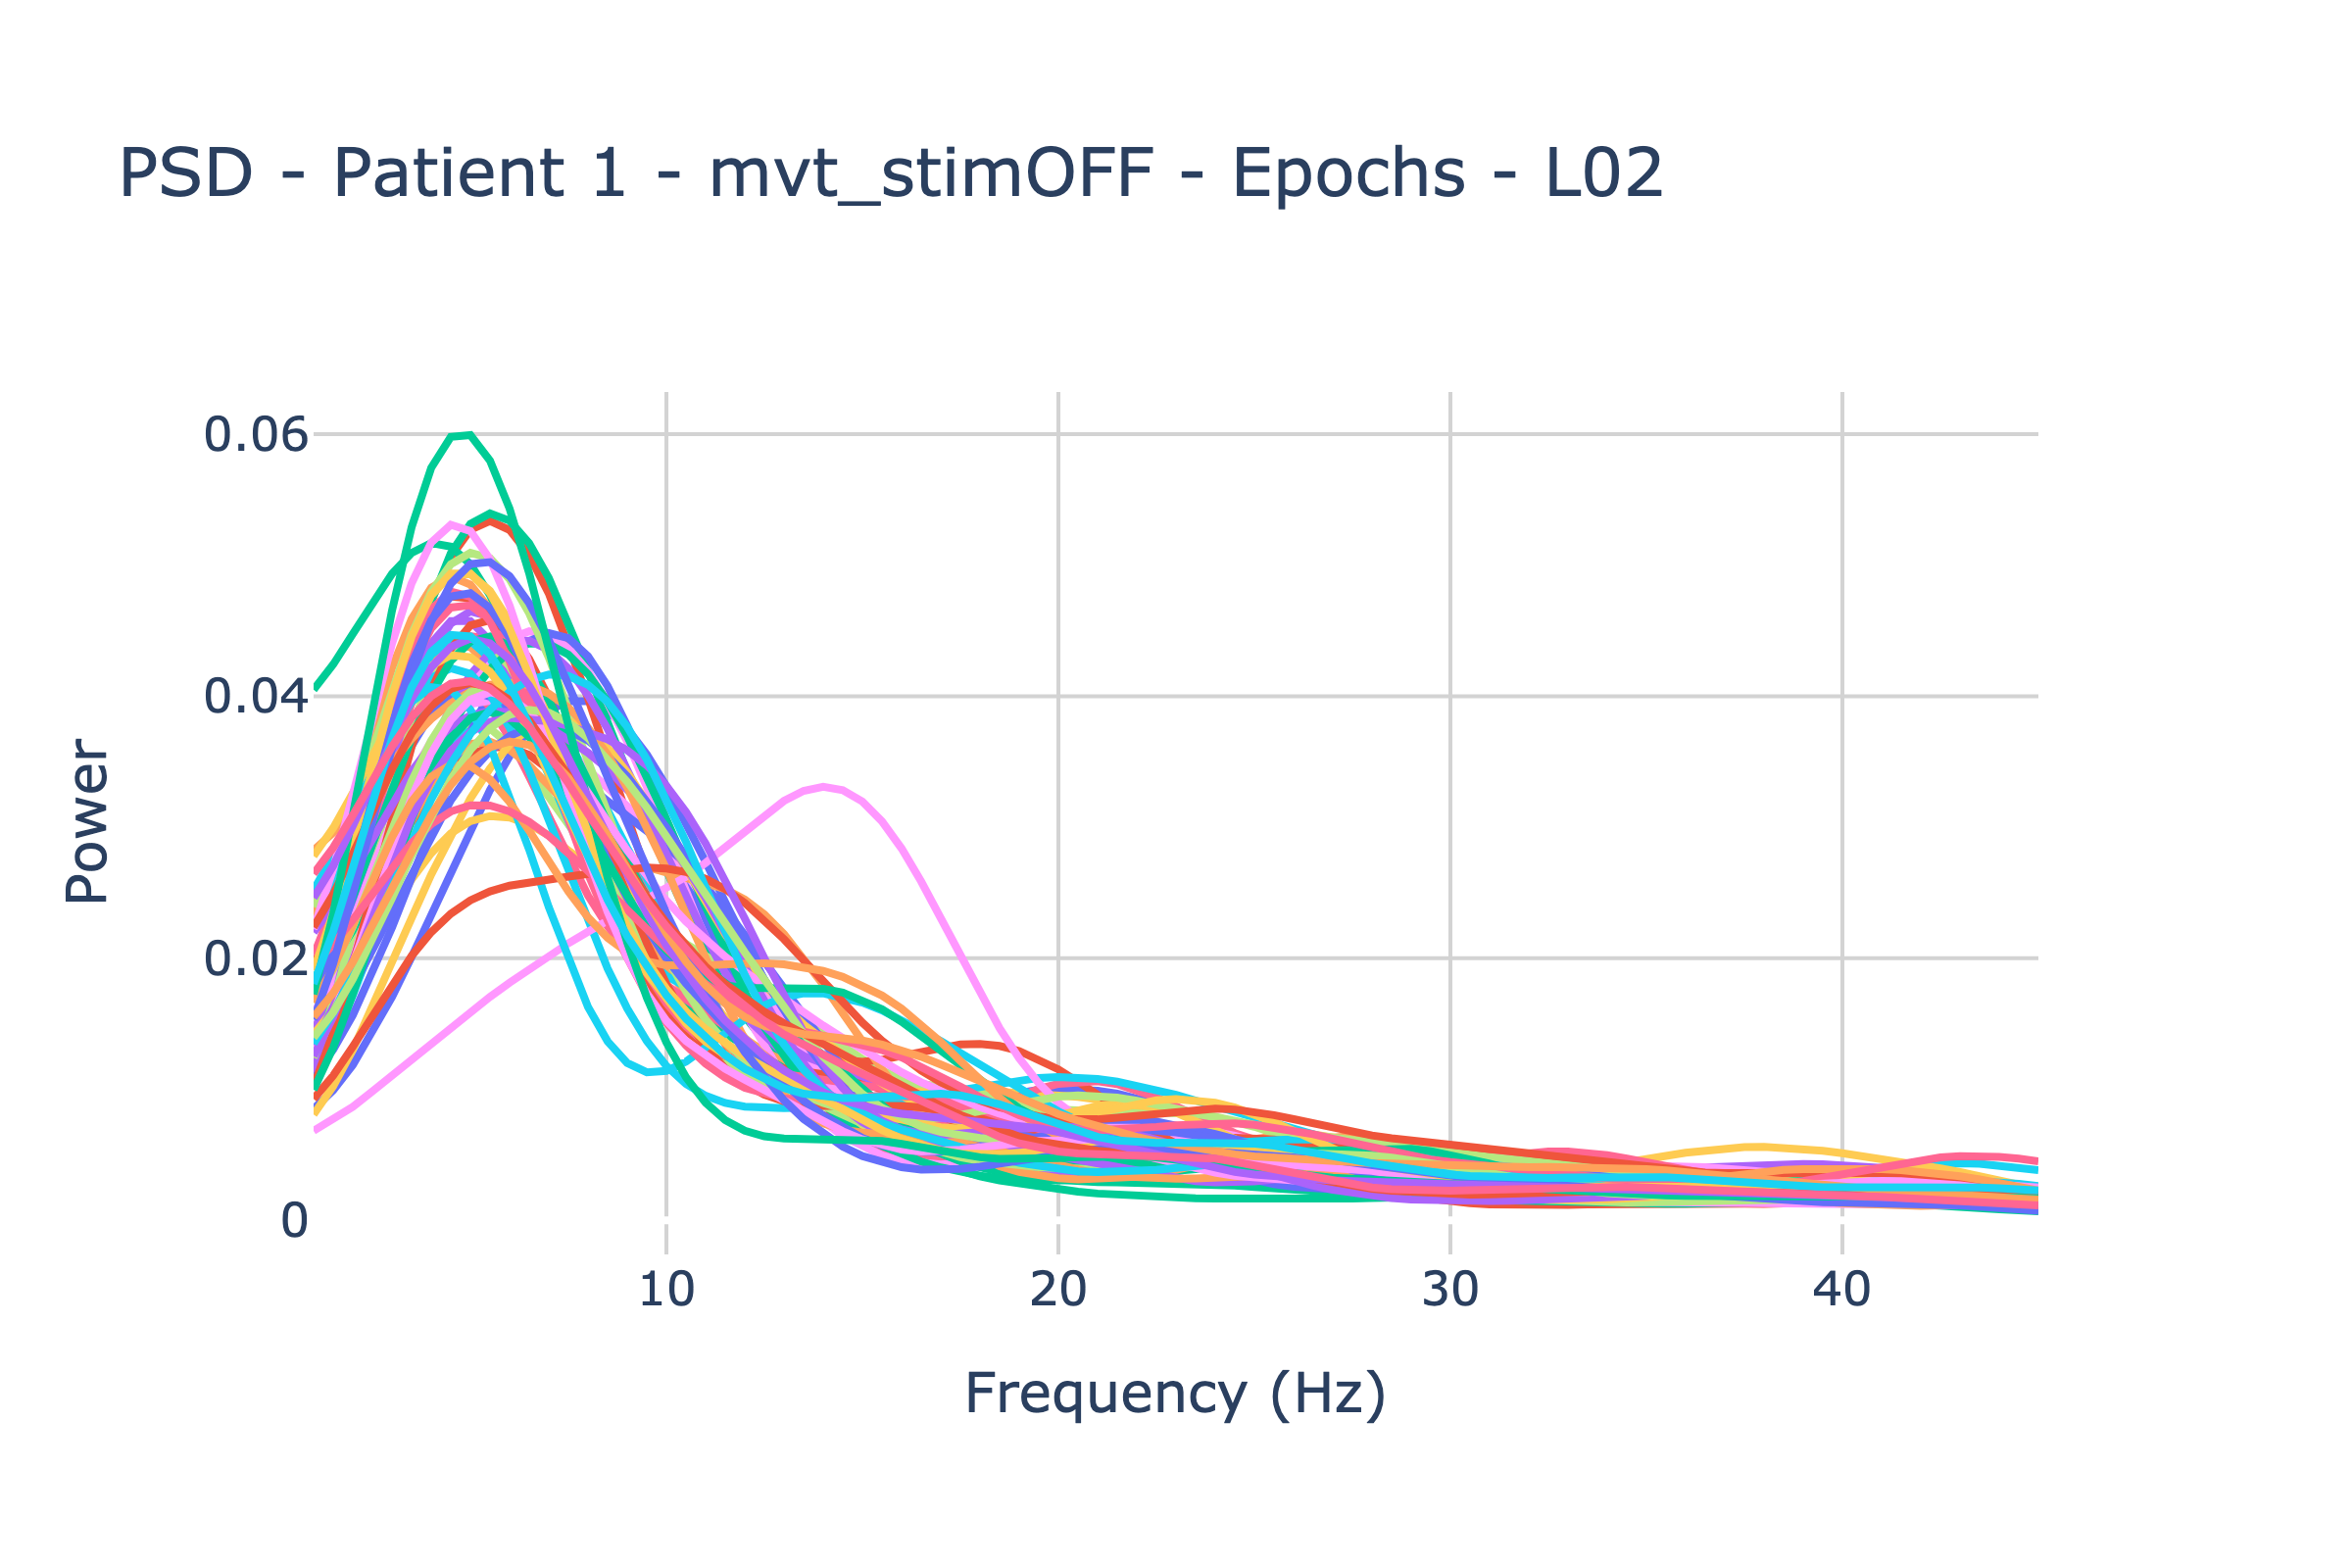 PSD - Patient 1 - mvt_stimOFF - Epochs - L02
0.06
0.04
0.02
0
Power
10 20 30 40
Frequency (Hz)